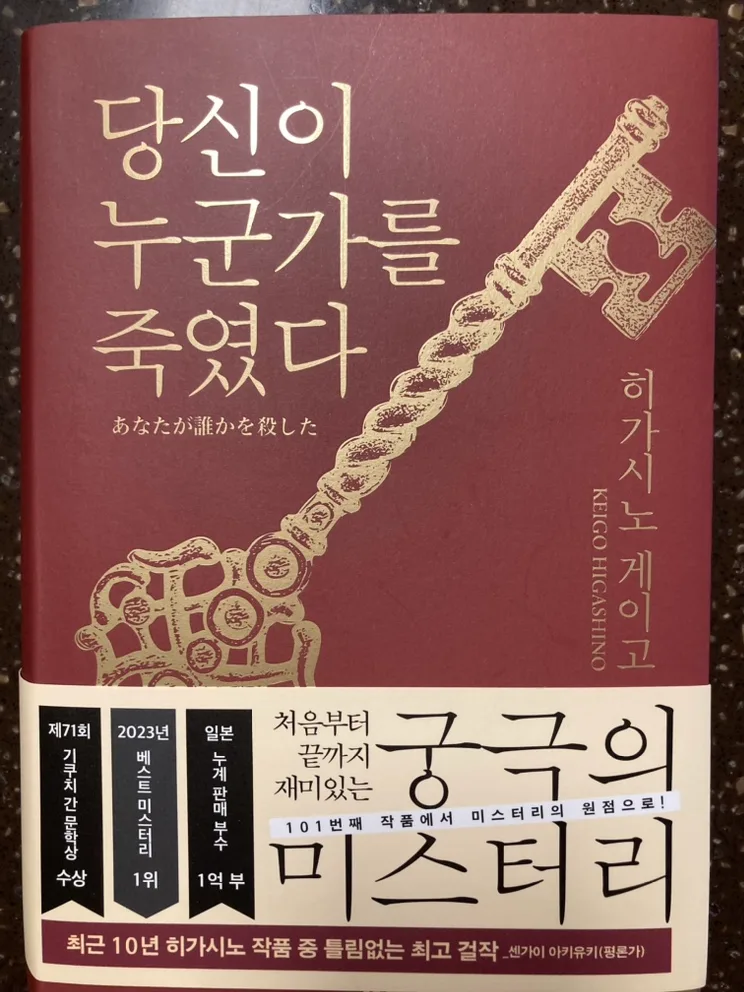 당신이
누군가를
죽였다
あなたが誰かを殺した
히가시노 게이고
KEIGO HIGASHINO
제71회
기쿠치 간 문학상
수상
2023년
베스트 미스터리
1위
일본
누계 판매 부수
1억 부
처음부터
끝까지
재미있는
궁극의
101번째 작품에서 미스터리의 원점으로!
미스터리
최근 10년 히가시노 작품 중 틀림없는 최고 걸작 _센가이 아키유키(평론가)